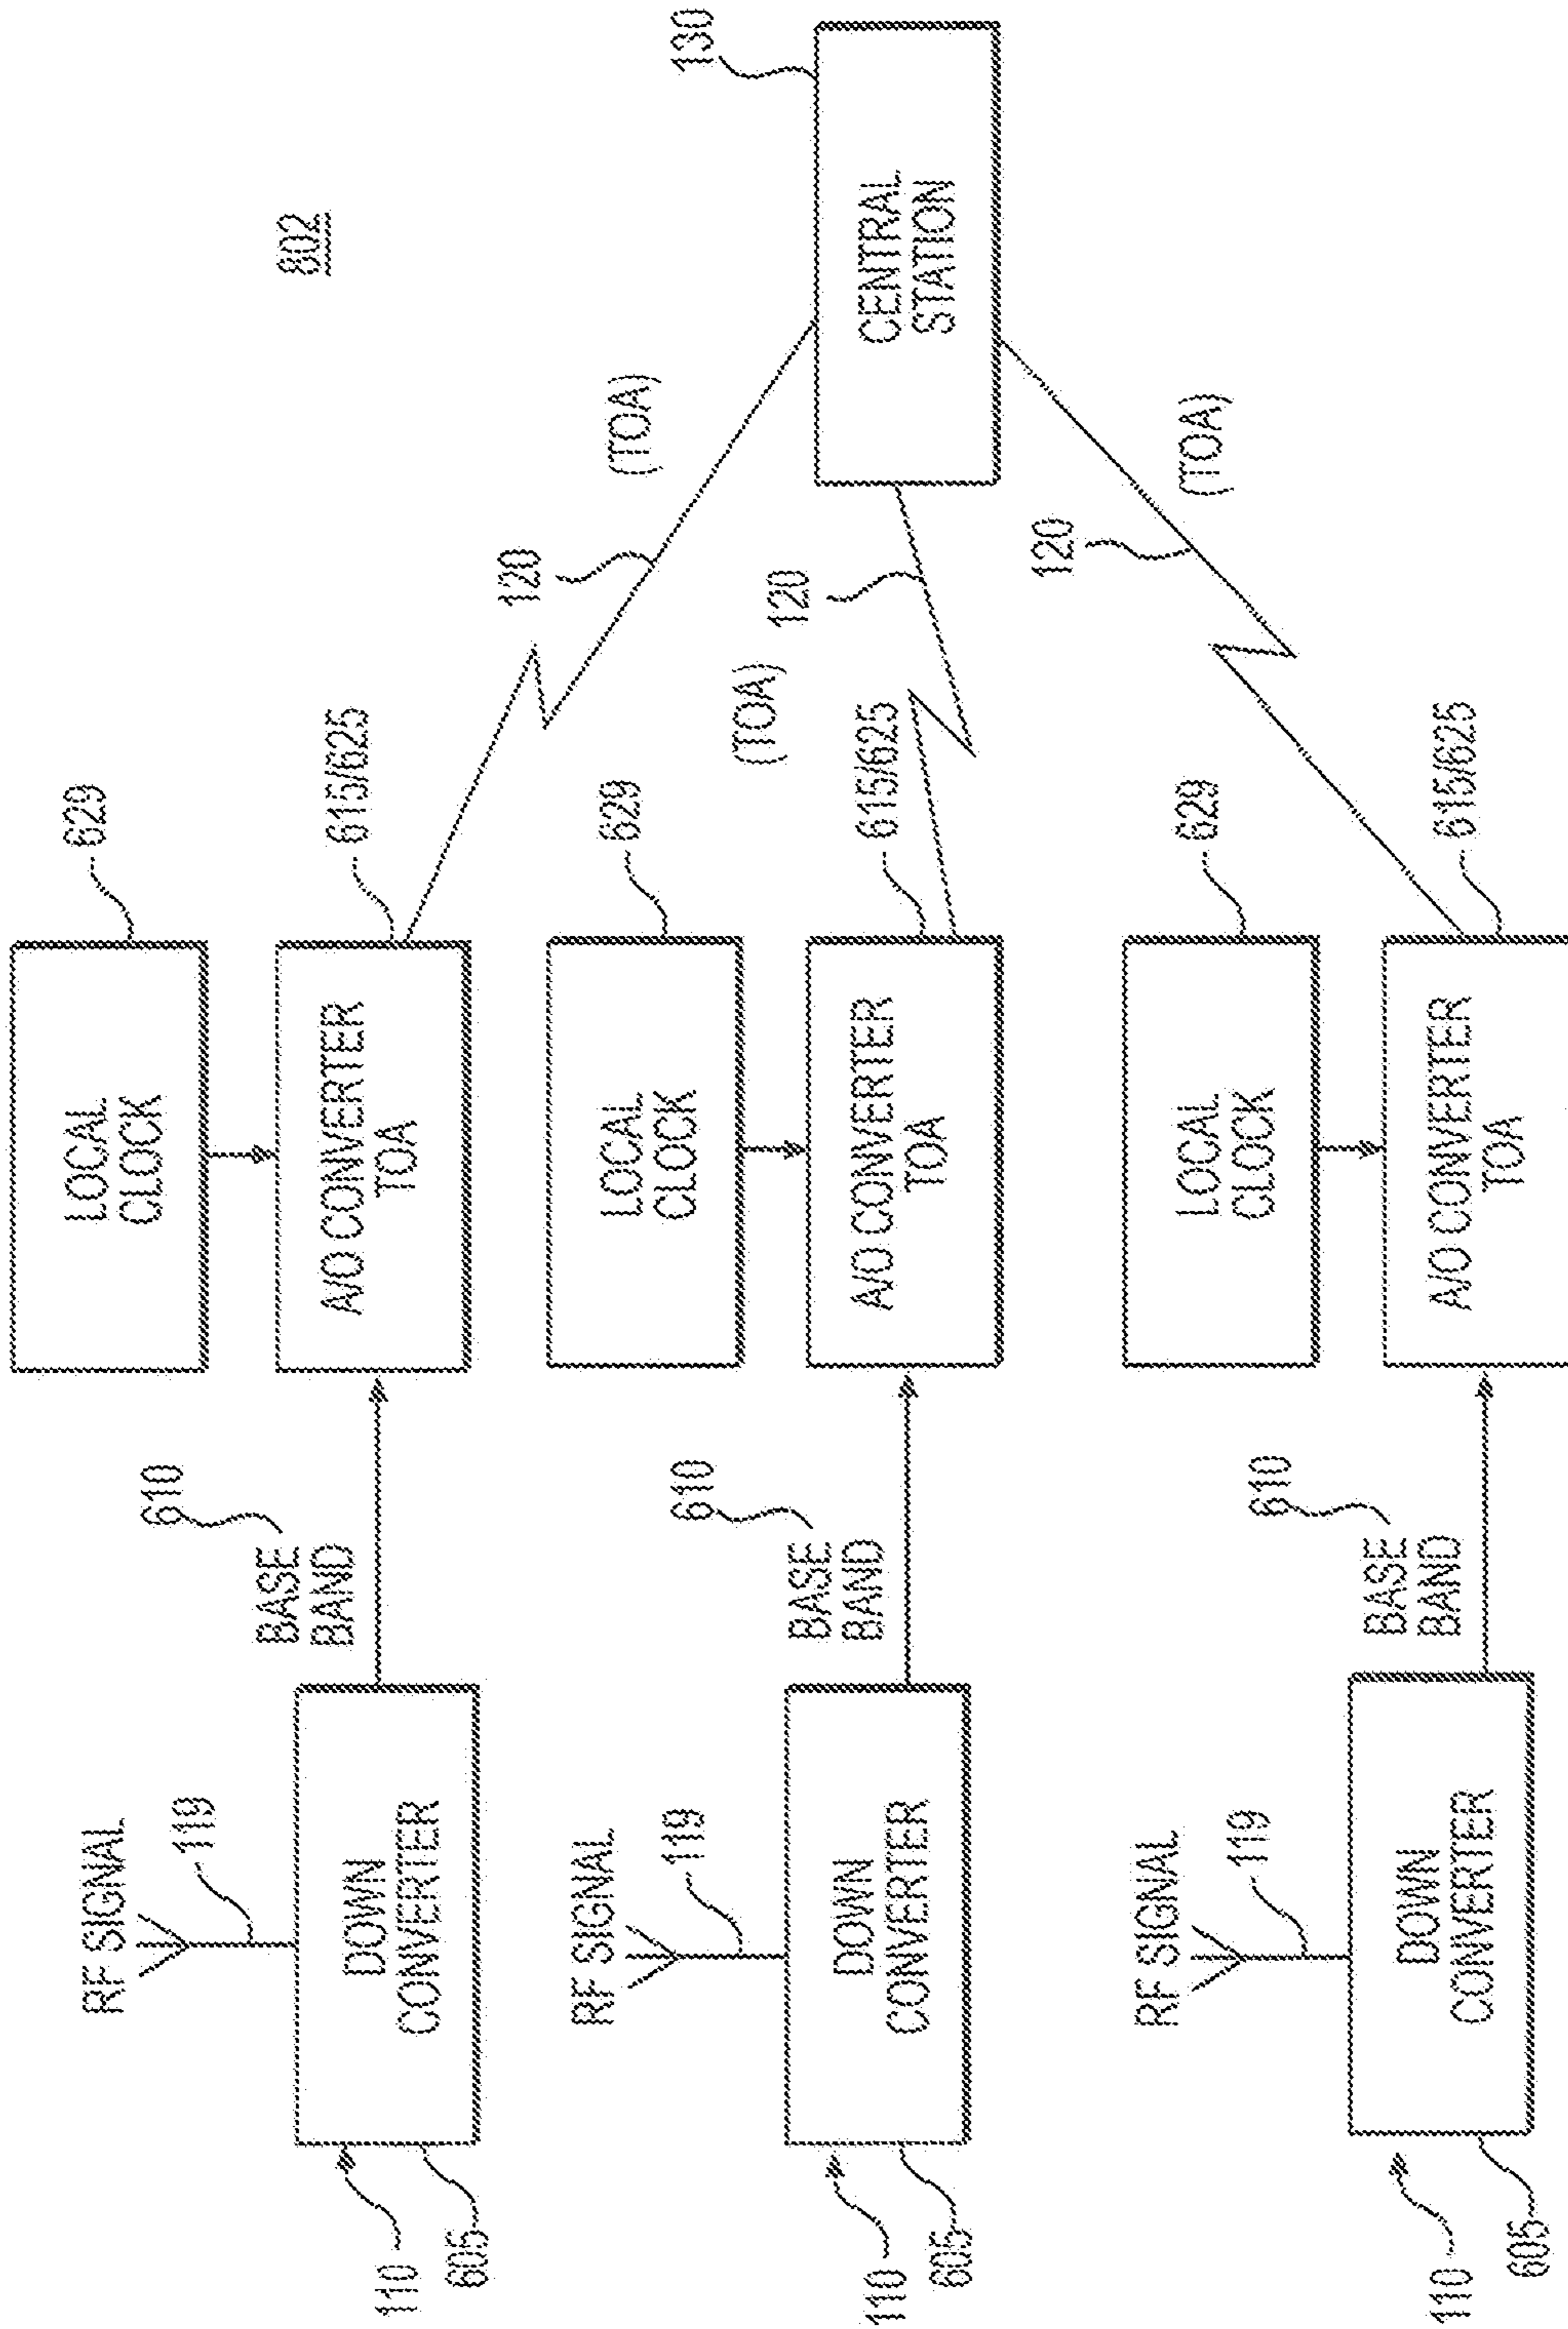 802
RF SIGNAL
119
DOWN
CONVERTER
110
605
BASE
BAND
610
LOCAL
CLOCK
629
A/O CONVERTER
TOA
615/625
120
(TOA)
RF SIGNAL
119
DOWN
CONVERTER
110
605
BASE
BAND
610
LOCAL
CLOCK
629
A/O CONVERTER
TOA
615/625
(TOA)
120
CENTRAL
STATION
130
RF SIGNAL
119
DOWN
CONVERTER
110
605
BASE
BAND
610
LOCAL
CLOCK
629
A/O CONVERTER
TOA
615/625
120
(TOA)